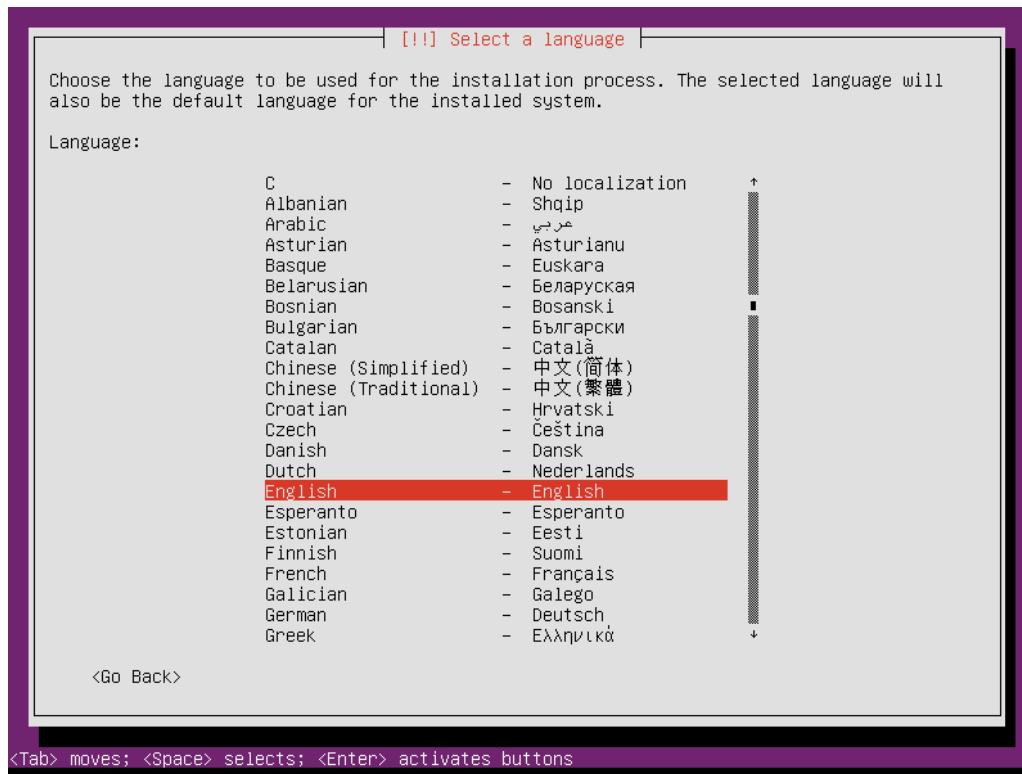 [!!] Select a language
Choose the language to be used for the installation process. The selected language will
also be the default language for the installed system.
Language:
C - No localization
Albanian - Shqip
Arabic - عربي
Asturian - Asturianu
Basque - Euskara
Belarusian - Беларуская
Bosnian - Bosanski
Bulgarian - Български
Catalan - Català
Chinese (Simplified) - 中文(简体)
Chinese (Traditional) - 中文(繁體)
Croatian - Hrvatski
Czech - Čeština
Danish - Dansk
Dutch - Nederlands
English - English
Esperanto - Esperanto
Estonian - Eesti
Finnish - Suomi
French - Français
Galician - Galego
German - Deutsch
Greek - Ελληνικά
<Go Back>
<Tab> moves; <Space> selects; <Enter> activates buttons